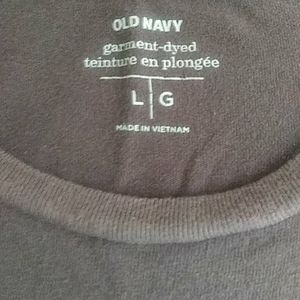 OLD NAVY
garment-dyed
teinture en plongée
L | G
MADE IN VIETNAM